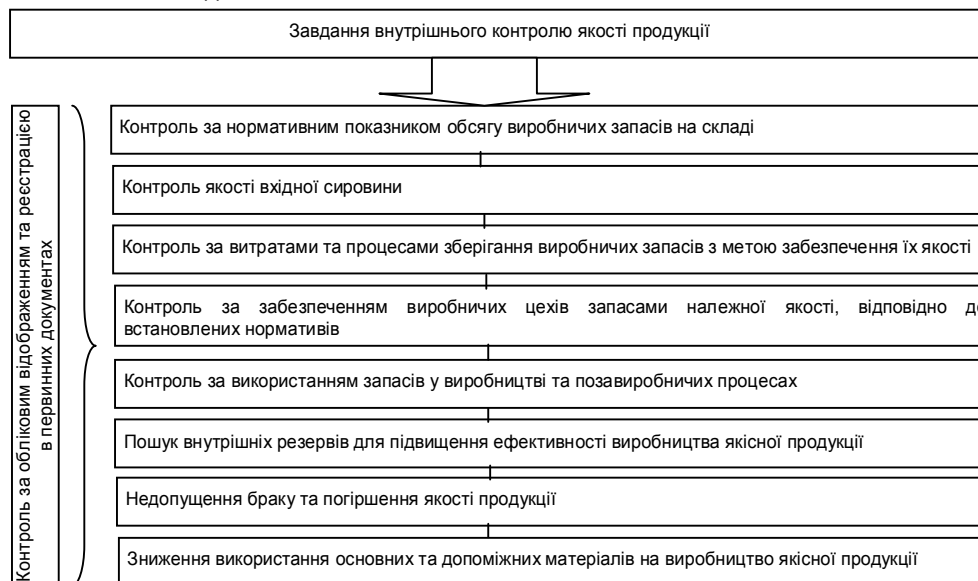 Завдання внутрішнього контролю якості продукції
Контроль за обліковим відображенням та реєстрацією
в первинних документах
Контроль за нормативним показником обсягу виробничих запасів на складі
Контроль якості вхідної сировини
Контроль за витратами та процесами зберігання виробничих запасів з метою забезпечення їх якості
Контроль за забезпеченням виробничих цехів запасами належної якості, відповідно до
встановлених нормативів
Контроль за використанням запасів у виробництві та позавиробничих процесах
Пошук внутрішніх резервів для підвищення ефективності виробництва якісної продукції
Недопущення браку та погіршення якості продукції
Зниження використання основних та допоміжних матеріалів на виробництво якісної продукції